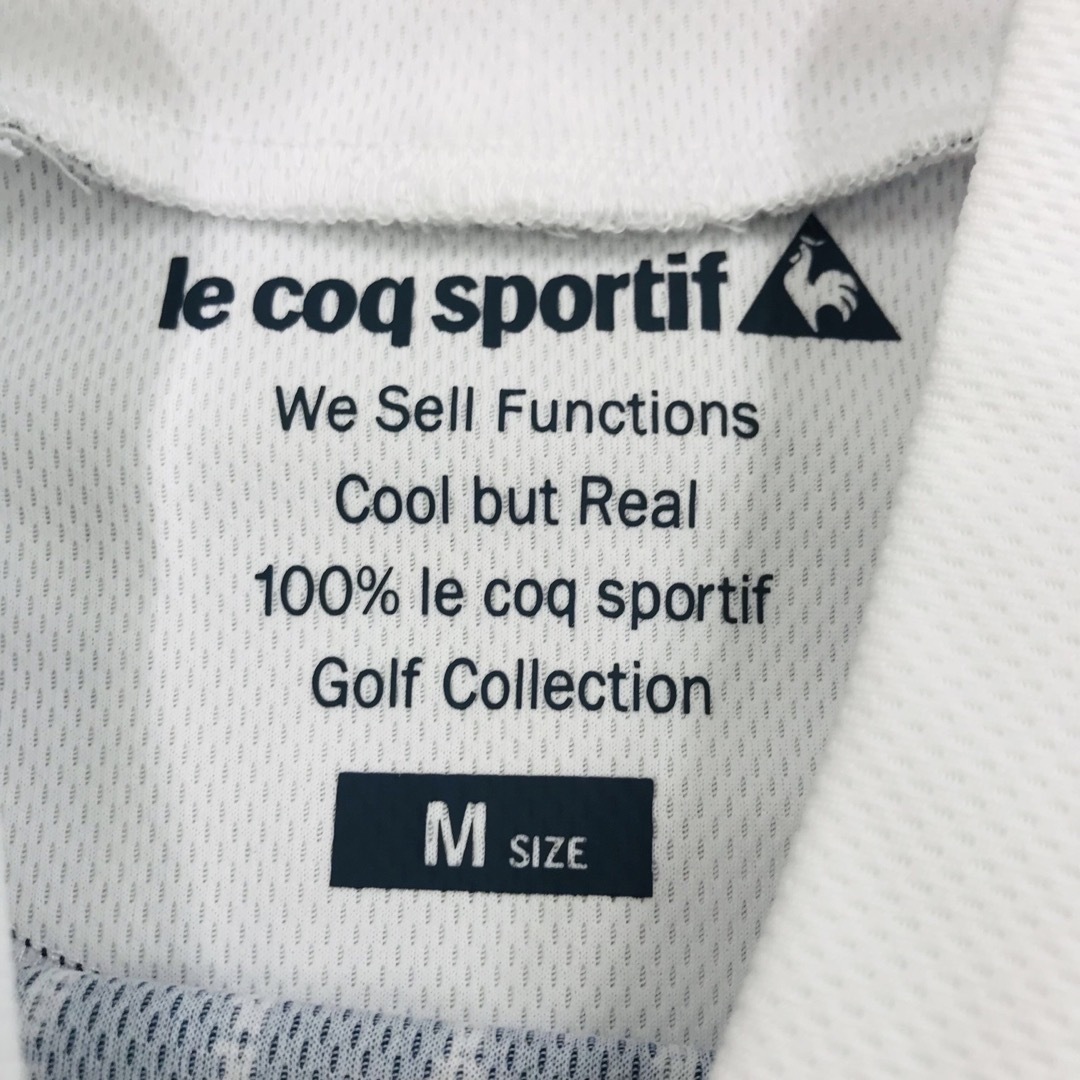 le coq sportif
We Sell Functions
Cool but Real
100% le coq sportif
Golf Collection
M SIZE